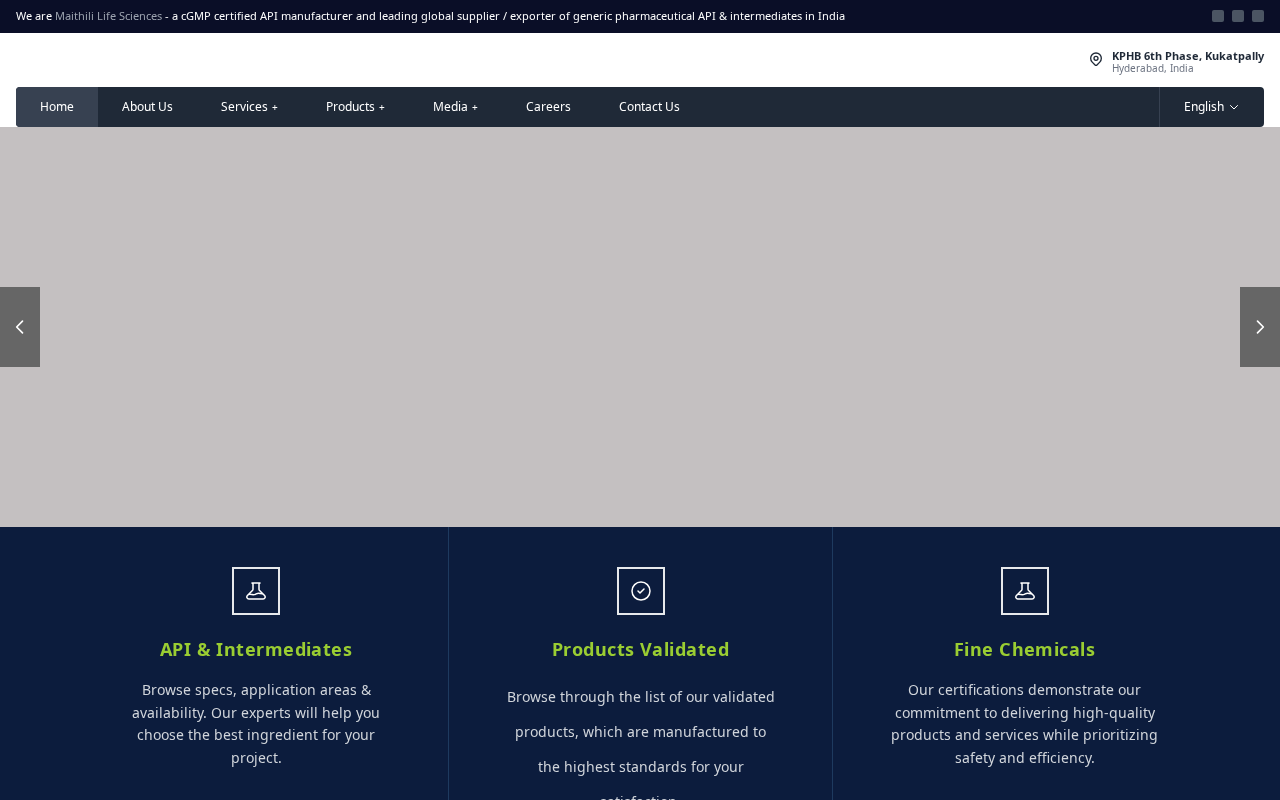 We are Maithili Life Sciences - a cGMP certified API manufacturer and leading global supplier / exporter of generic pharmaceutical API & intermediates in India
KPHB 6th Phase, Kukatpally
Hyderabad, India
Home About Us Services + Products + Media + Careers Contact Us English
API & Intermediates
Browse specs, application areas &
availability. Our experts will help you
choose the best ingredient for your
project.
Products Validated
Browse through the list of our validated
products, which are manufactured to
the highest standards for your
satisfaction.
Fine Chemicals
Our certifications demonstrate our
commitment to delivering high-quality
products and services while prioritizing
safety and efficiency.